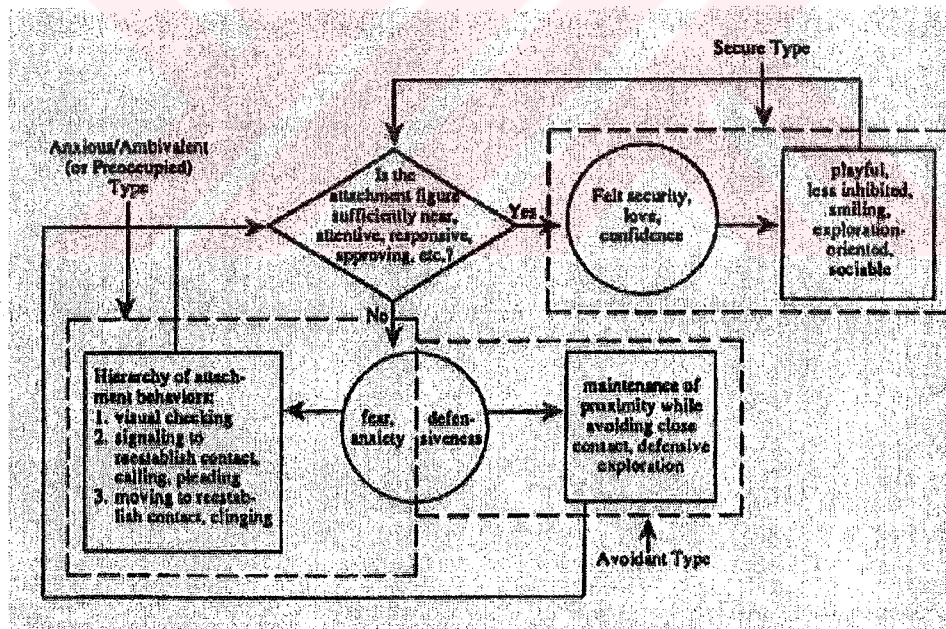 Secure Type
Anxious/Ambivalent
(or Preoccupied)
Type
Is the
attachment figure
sufficiently near,
attentive, responsive,
approving, etc.?
Yes
Felt security,
love,
confidence
playful,
less inhibited,
smiling,
exploration-
oriented,
sociable
No
Hierarchy of attach-
ment behaviors:
1. visual checking
2. signaling to
reestablish contact,
calling, pleading
3. moving to reestab-
lish contact, clinging
fear,
anxiety
defen-
siveness
maintenance of
proximity while
avoiding close
contact, defensive
exploration
Avoidant Type